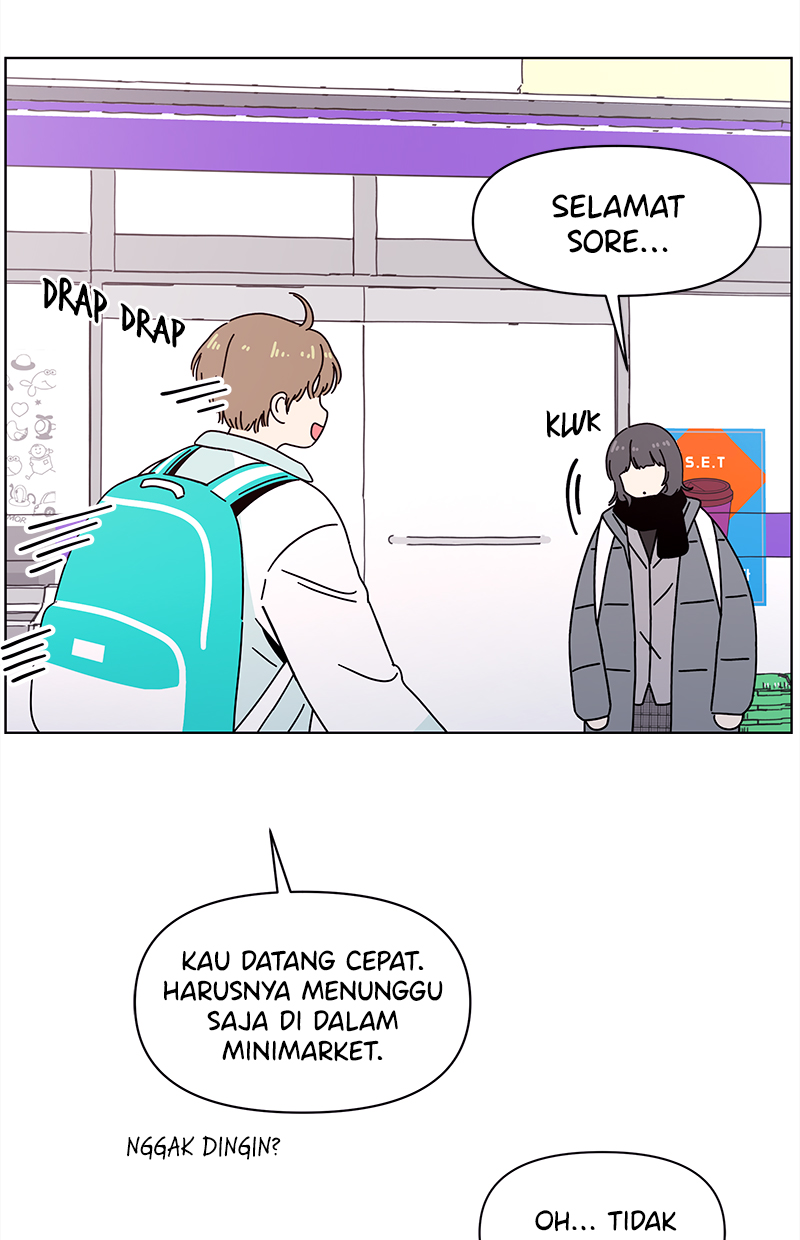 SELAMAT
SORE...
DRAP DRAP
KLUK
S.E.T
KAU DATANG CEPAT.
HARUSNYA MENUNGGU
SAJA DI DALAM
MINIMARKET.
NGGAK DINGIN?
OH... TIDAK